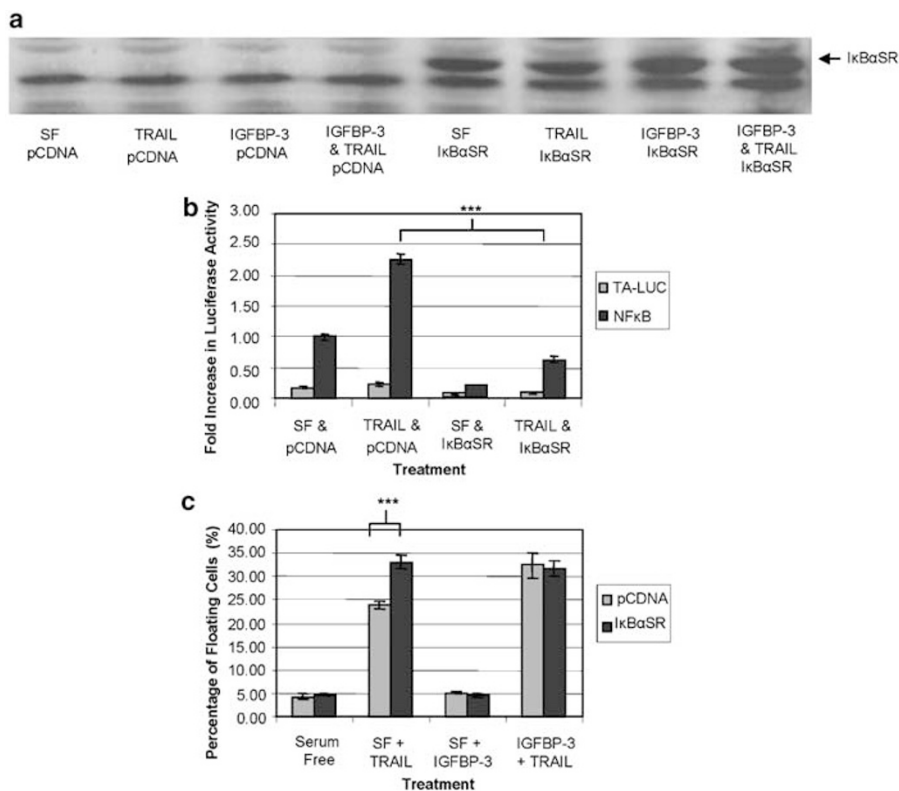 a
IκBαSR
SF
pCDNA
TRAIL
pCDNA
IGFBP-3
pCDNA
IGFBP-3
& TRAIL
pCDNA
SF
IκBαSR
TRAIL
IκBαSR
IGFBP-3
IκBαSR
IGFBP-3
& TRAIL
IκBαSR
b
Fold Increase in Luciferase Activity
3.00
2.50
2.00
1.50
1.00
0.50
0.00
***
TA-LUC
NFκB
SF &
pCDNA
TRAIL &
pCDNA
SF &
IκBαSR
TRAIL &
IκBαSR
Treatment
c
Percentage of Floating Cells (%)
40.00
35.00
30.00
25.00
20.00
15.00
10.00
5.00
0.00
***
pCDNA
IκBαSR
Serum
Free
SF +
TRAIL
SF +
IGFBP-3
IGFBP-3
+ TRAIL
Treatment